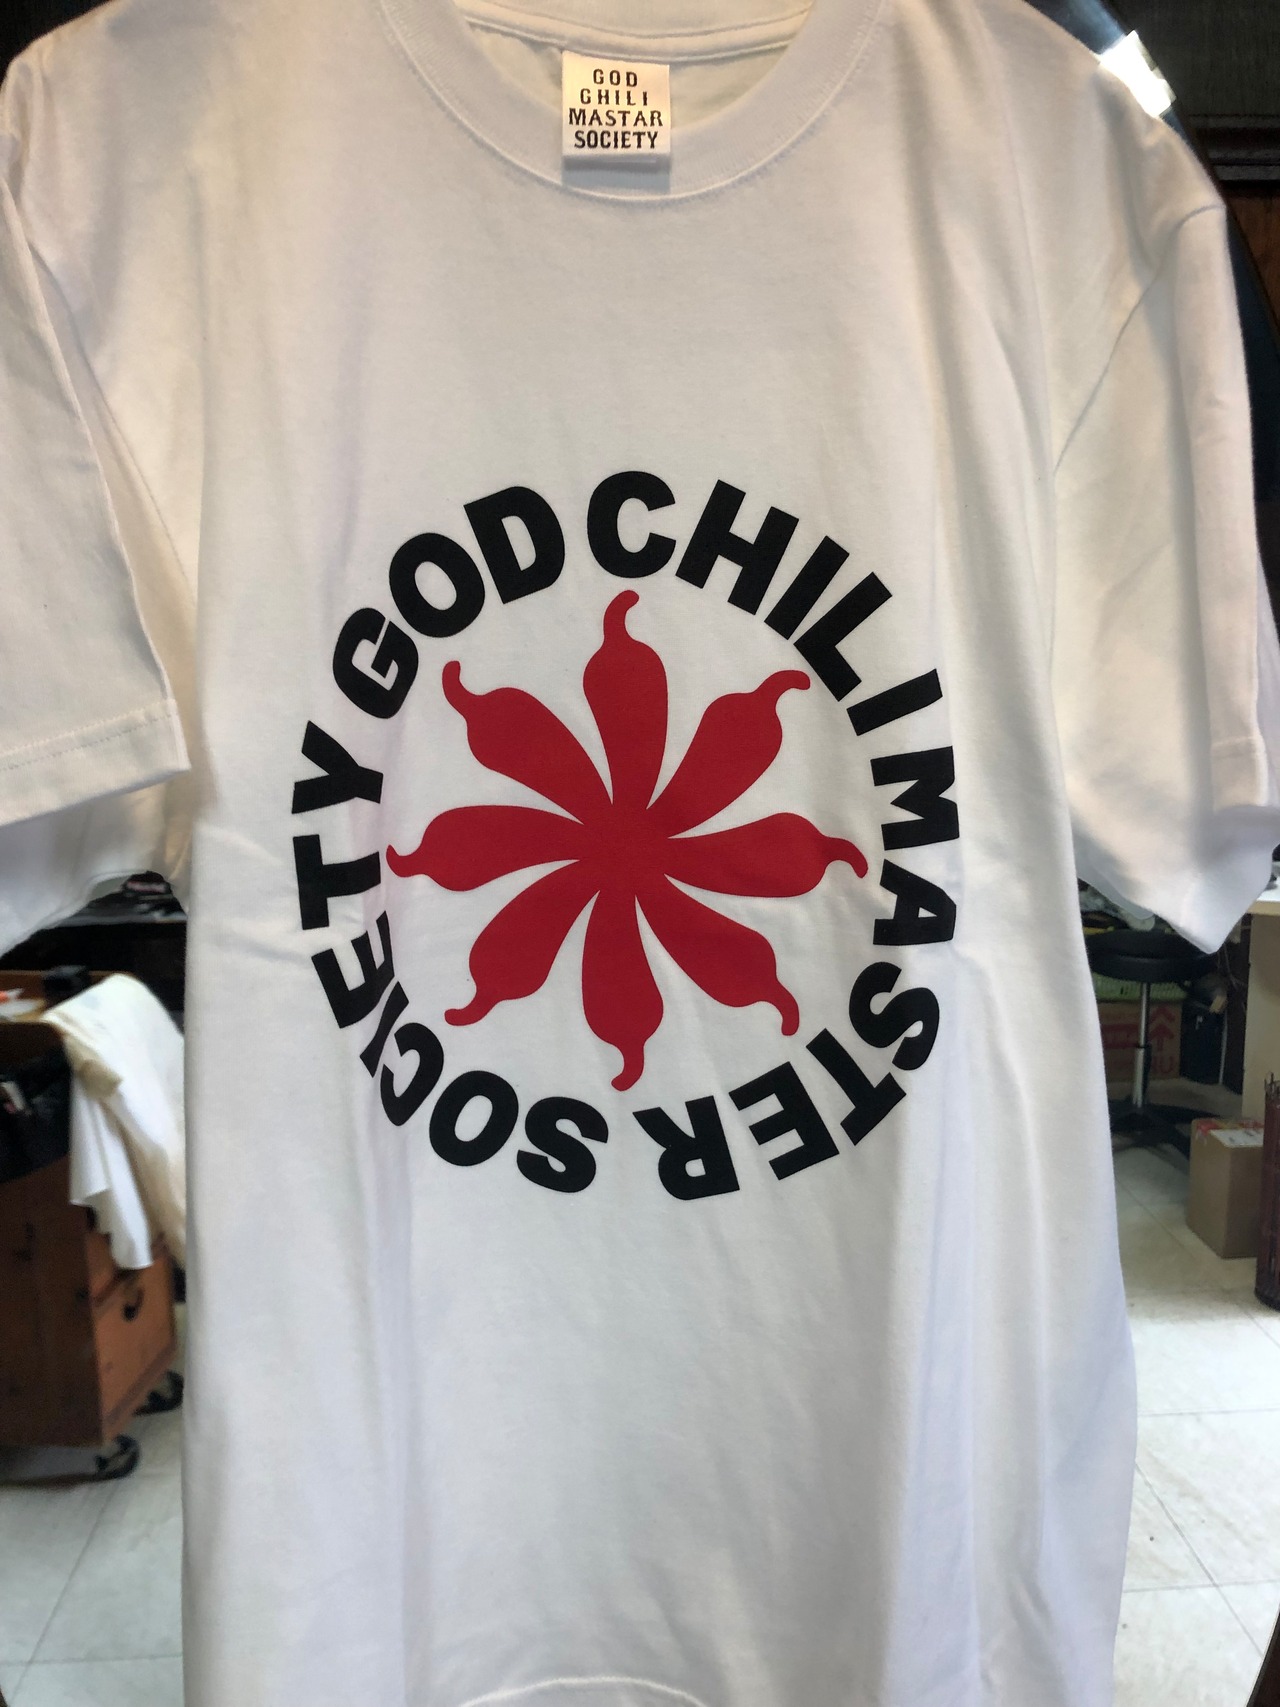 GOD
CHILI
MASTAR
SOCIETY
GOD CHILI MASTER SOCIETY